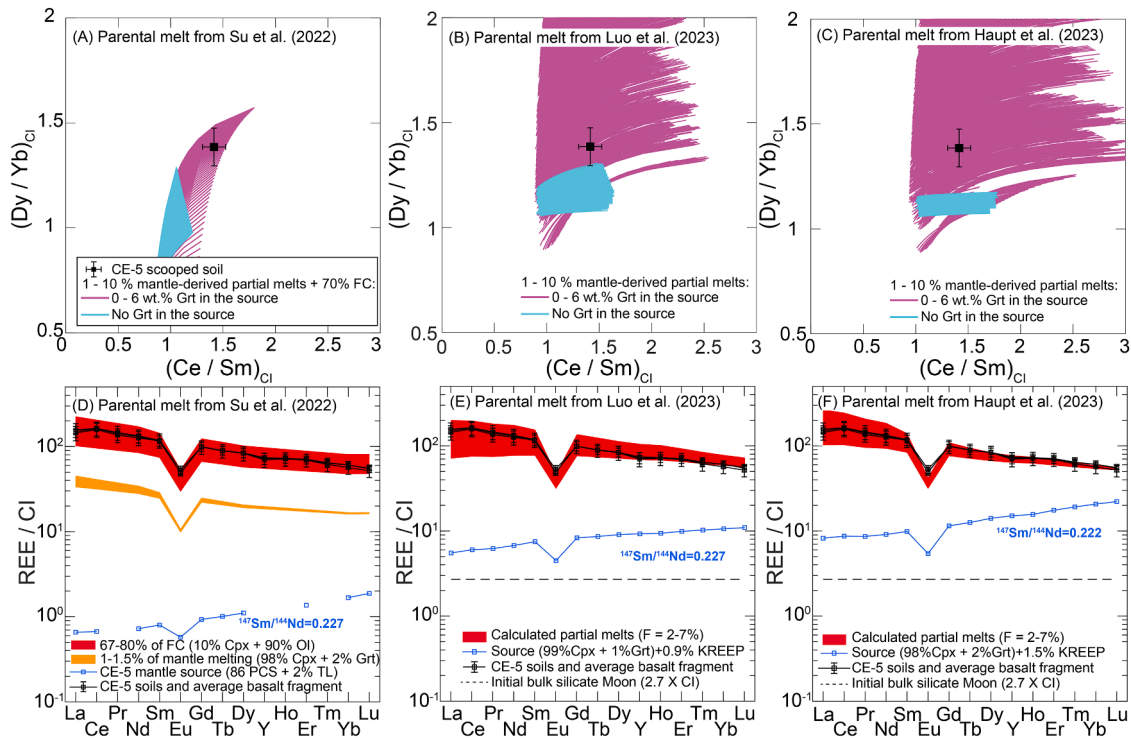 (A) Parental melt from Su et al. (2022)
2
1.5
1
0.5
(Dy / Yb)CI
CE-5 scooped soil
1 - 10 % mantle-derived partial melts + 70% FC:
0 - 6 wt.% Grt in the source
No Grt in the source
0 0.5 1 1.5 2 2.5 3
(Ce / Sm)CI
(B) Parental melt from Luo et al. (2023)
2
1.5
1
0.5
(Dy / Yb)CI
1 - 10 % mantle-derived partial melts:
0 - 6 wt.% Grt in the source
No Grt in the source
0 0.5 1 1.5 2 2.5 3
(Ce / Sm)CI
(C) Parental melt from Haupt et al. (2023)
2
1.5
1
0.5
(Dy / Yb)CI
1 - 10 % mantle-derived partial melts:
0 - 6 wt.% Grt in the source
No Grt in the source
0 0.5 1 1.5 2 2.5 3
(Ce / Sm)CI
(D) Parental melt from Su et al. (2022)
10²
10¹
10⁰
10⁻¹
REE / CI
¹⁴⁷Sm/¹⁴⁴Nd=0.227
67-80% of FC (10% Cpx + 90% Ol)
1-1.5% of mantle melting (98% Cpx + 2% Grt)
CE-5 mantle source (86 PCS + 2% TL)
CE-5 soils and average basalt fragment
La Pr Sm Gd Dy Ho Tm Lu
Ce Nd Eu Tb Y Er Yb
(E) Parental melt from Luo et al. (2023)
10²
10¹
10⁰
10⁻¹
REE / CI
¹⁴⁷Sm/¹⁴⁴Nd=0.227
Calculated partial melts (F = 2-7%)
Source (99%Cpx + 1%Grt)+0.9% KREEP
CE-5 soils and average basalt fragment
Initial bulk silicate Moon (2.7 X CI)
La Pr Sm Gd Dy Ho Tm Lu
Ce Nd Eu Tb Y Er Yb
(F) Parental melt from Haupt et al. (2023)
10²
10¹
10⁰
10⁻¹
REE / CI
¹⁴⁷Sm/¹⁴⁴Nd=0.222
Calculated partial melts (F = 2-7%)
Source (98%Cpx + 2%Grt)+1.5% KREEP
CE-5 soils and average basalt fragment
Initial bulk silicate Moon (2.7 X CI)
La Pr Sm Gd Dy Ho Tm Lu
Ce Nd Eu Tb Y Er Yb